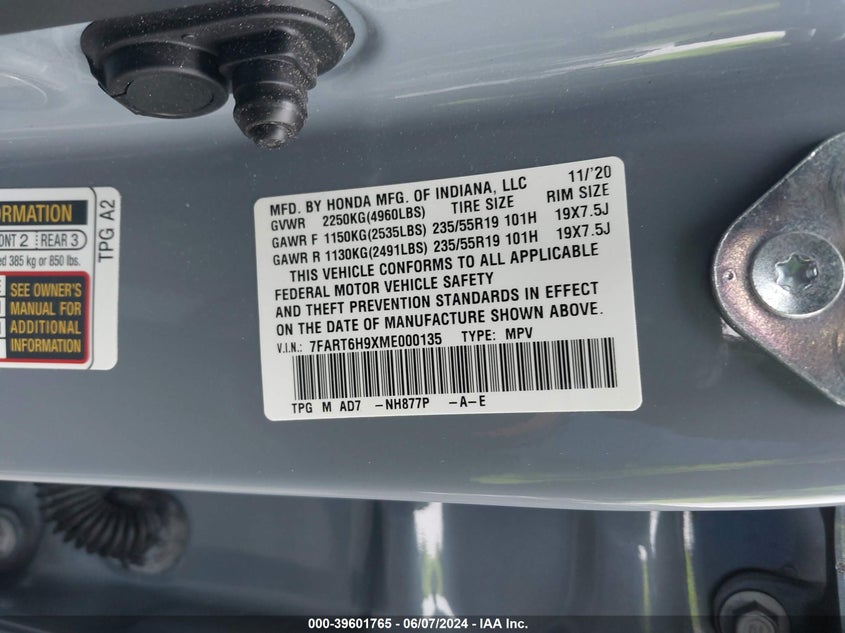 ORMATION
ONT 2 REAR 3
ed 385 kg or 850 lbs.
SEE OWNER'S
MANUAL FOR
ADDITIONAL
INFORMATION
TPG A2
MFD. BY HONDA MFG. OF INDIANA, LLC 11/'20
GVWR 2250KG(4960LBS) TIRE SIZE RIM SIZE
GAWR F 1150KG(2535LBS) 235/55R19 101H 19X7.5J
GAWR R 1130KG(2491LBS) 235/55R19 101H 19X7.5J
THIS VEHICLE CONFORMS TO ALL APPLICABLE
FEDERAL MOTOR VEHICLE SAFETY
AND THEFT PREVENTION STANDARDS IN EFFECT
ON THE DATE OF MANUFACTURE SHOWN ABOVE.
V.I.N.: 7FART6H9XME000135 TYPE: MPV
TPG M AD7 -NH877P -A-E
000-39601765 - 06/07/2024 - IAA Inc.